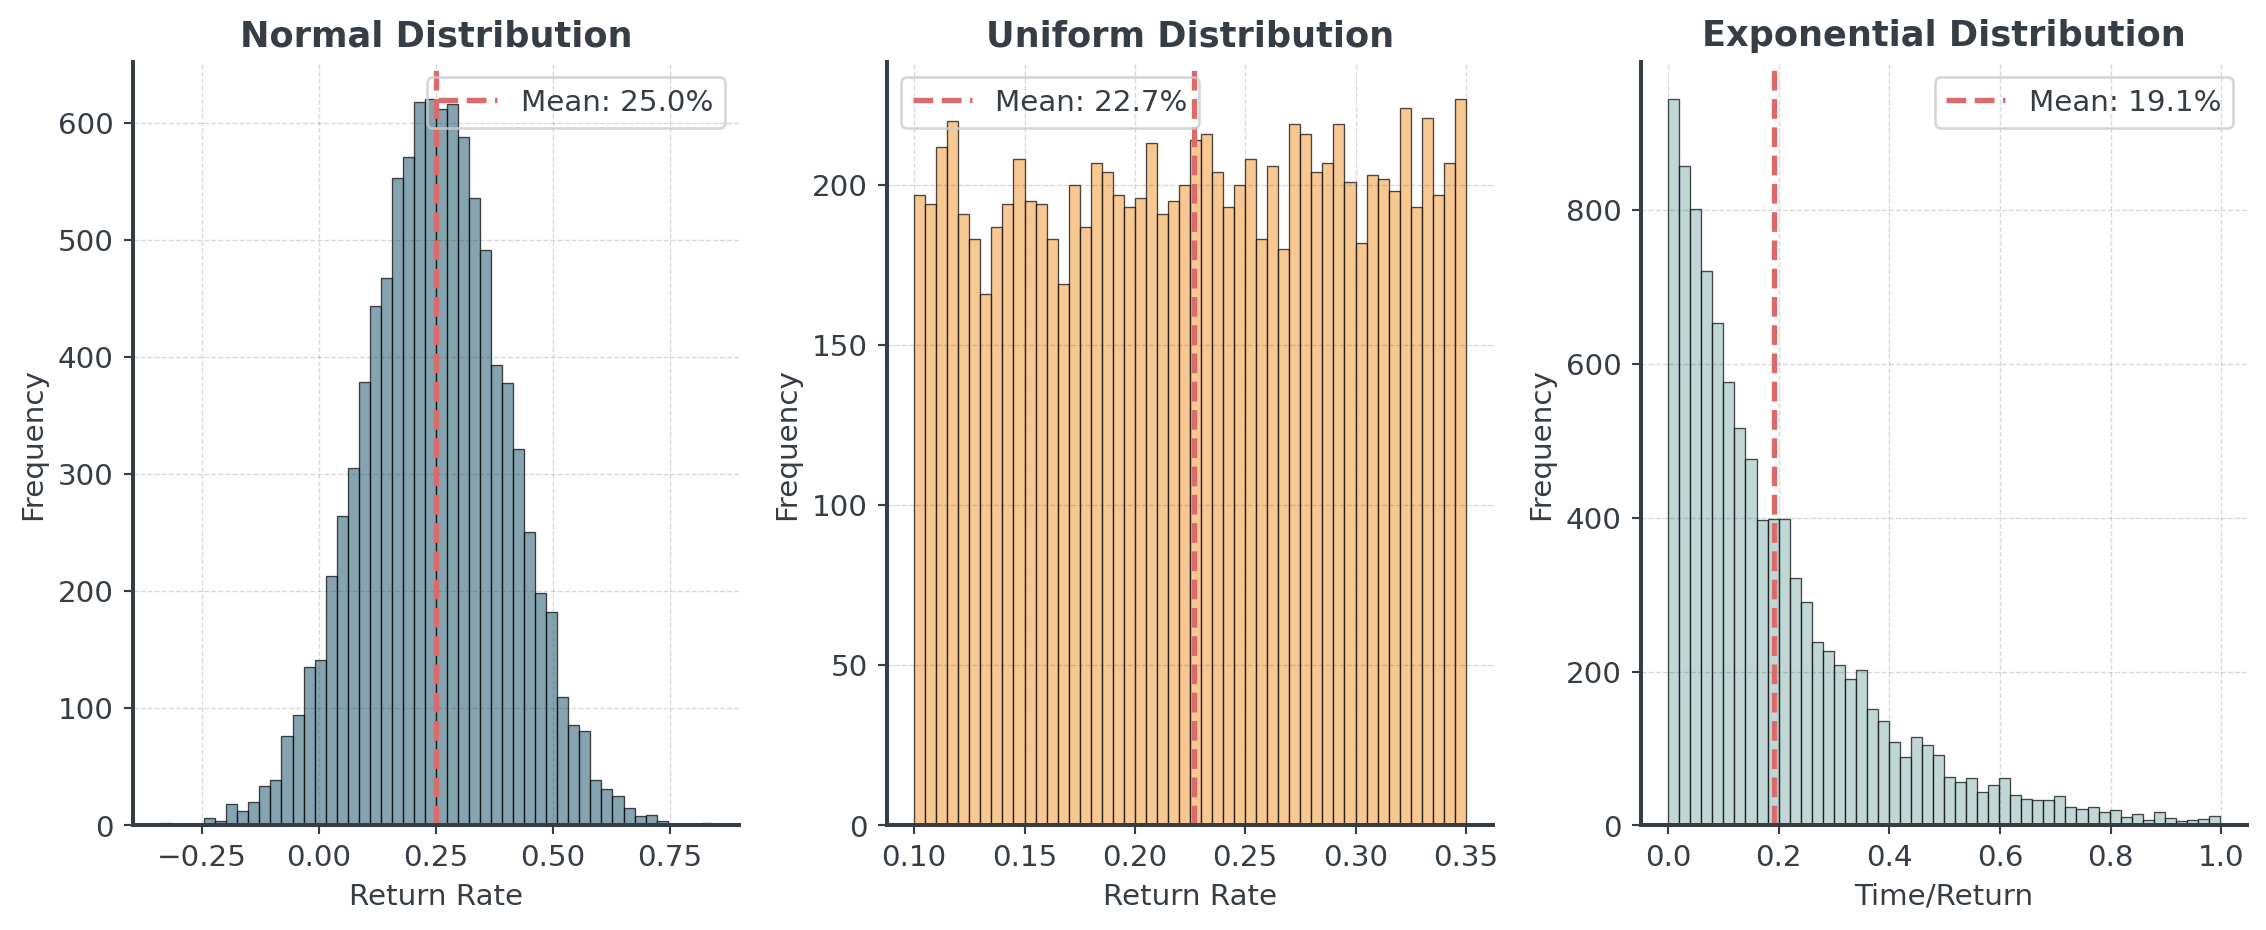 Normal Distribution
Mean: 25.0%
Frequency
600
500
400
300
200
100
0
−0.25 0.00 0.25 0.50 0.75
Return Rate
Uniform Distribution
Mean: 22.7%
Frequency
200
150
100
50
0
0.10 0.15 0.20 0.25 0.30 0.35
Return Rate
Exponential Distribution
Mean: 19.1%
Frequency
800
600
400
200
0
0.0 0.2 0.4 0.6 0.8 1.0
Time/Return